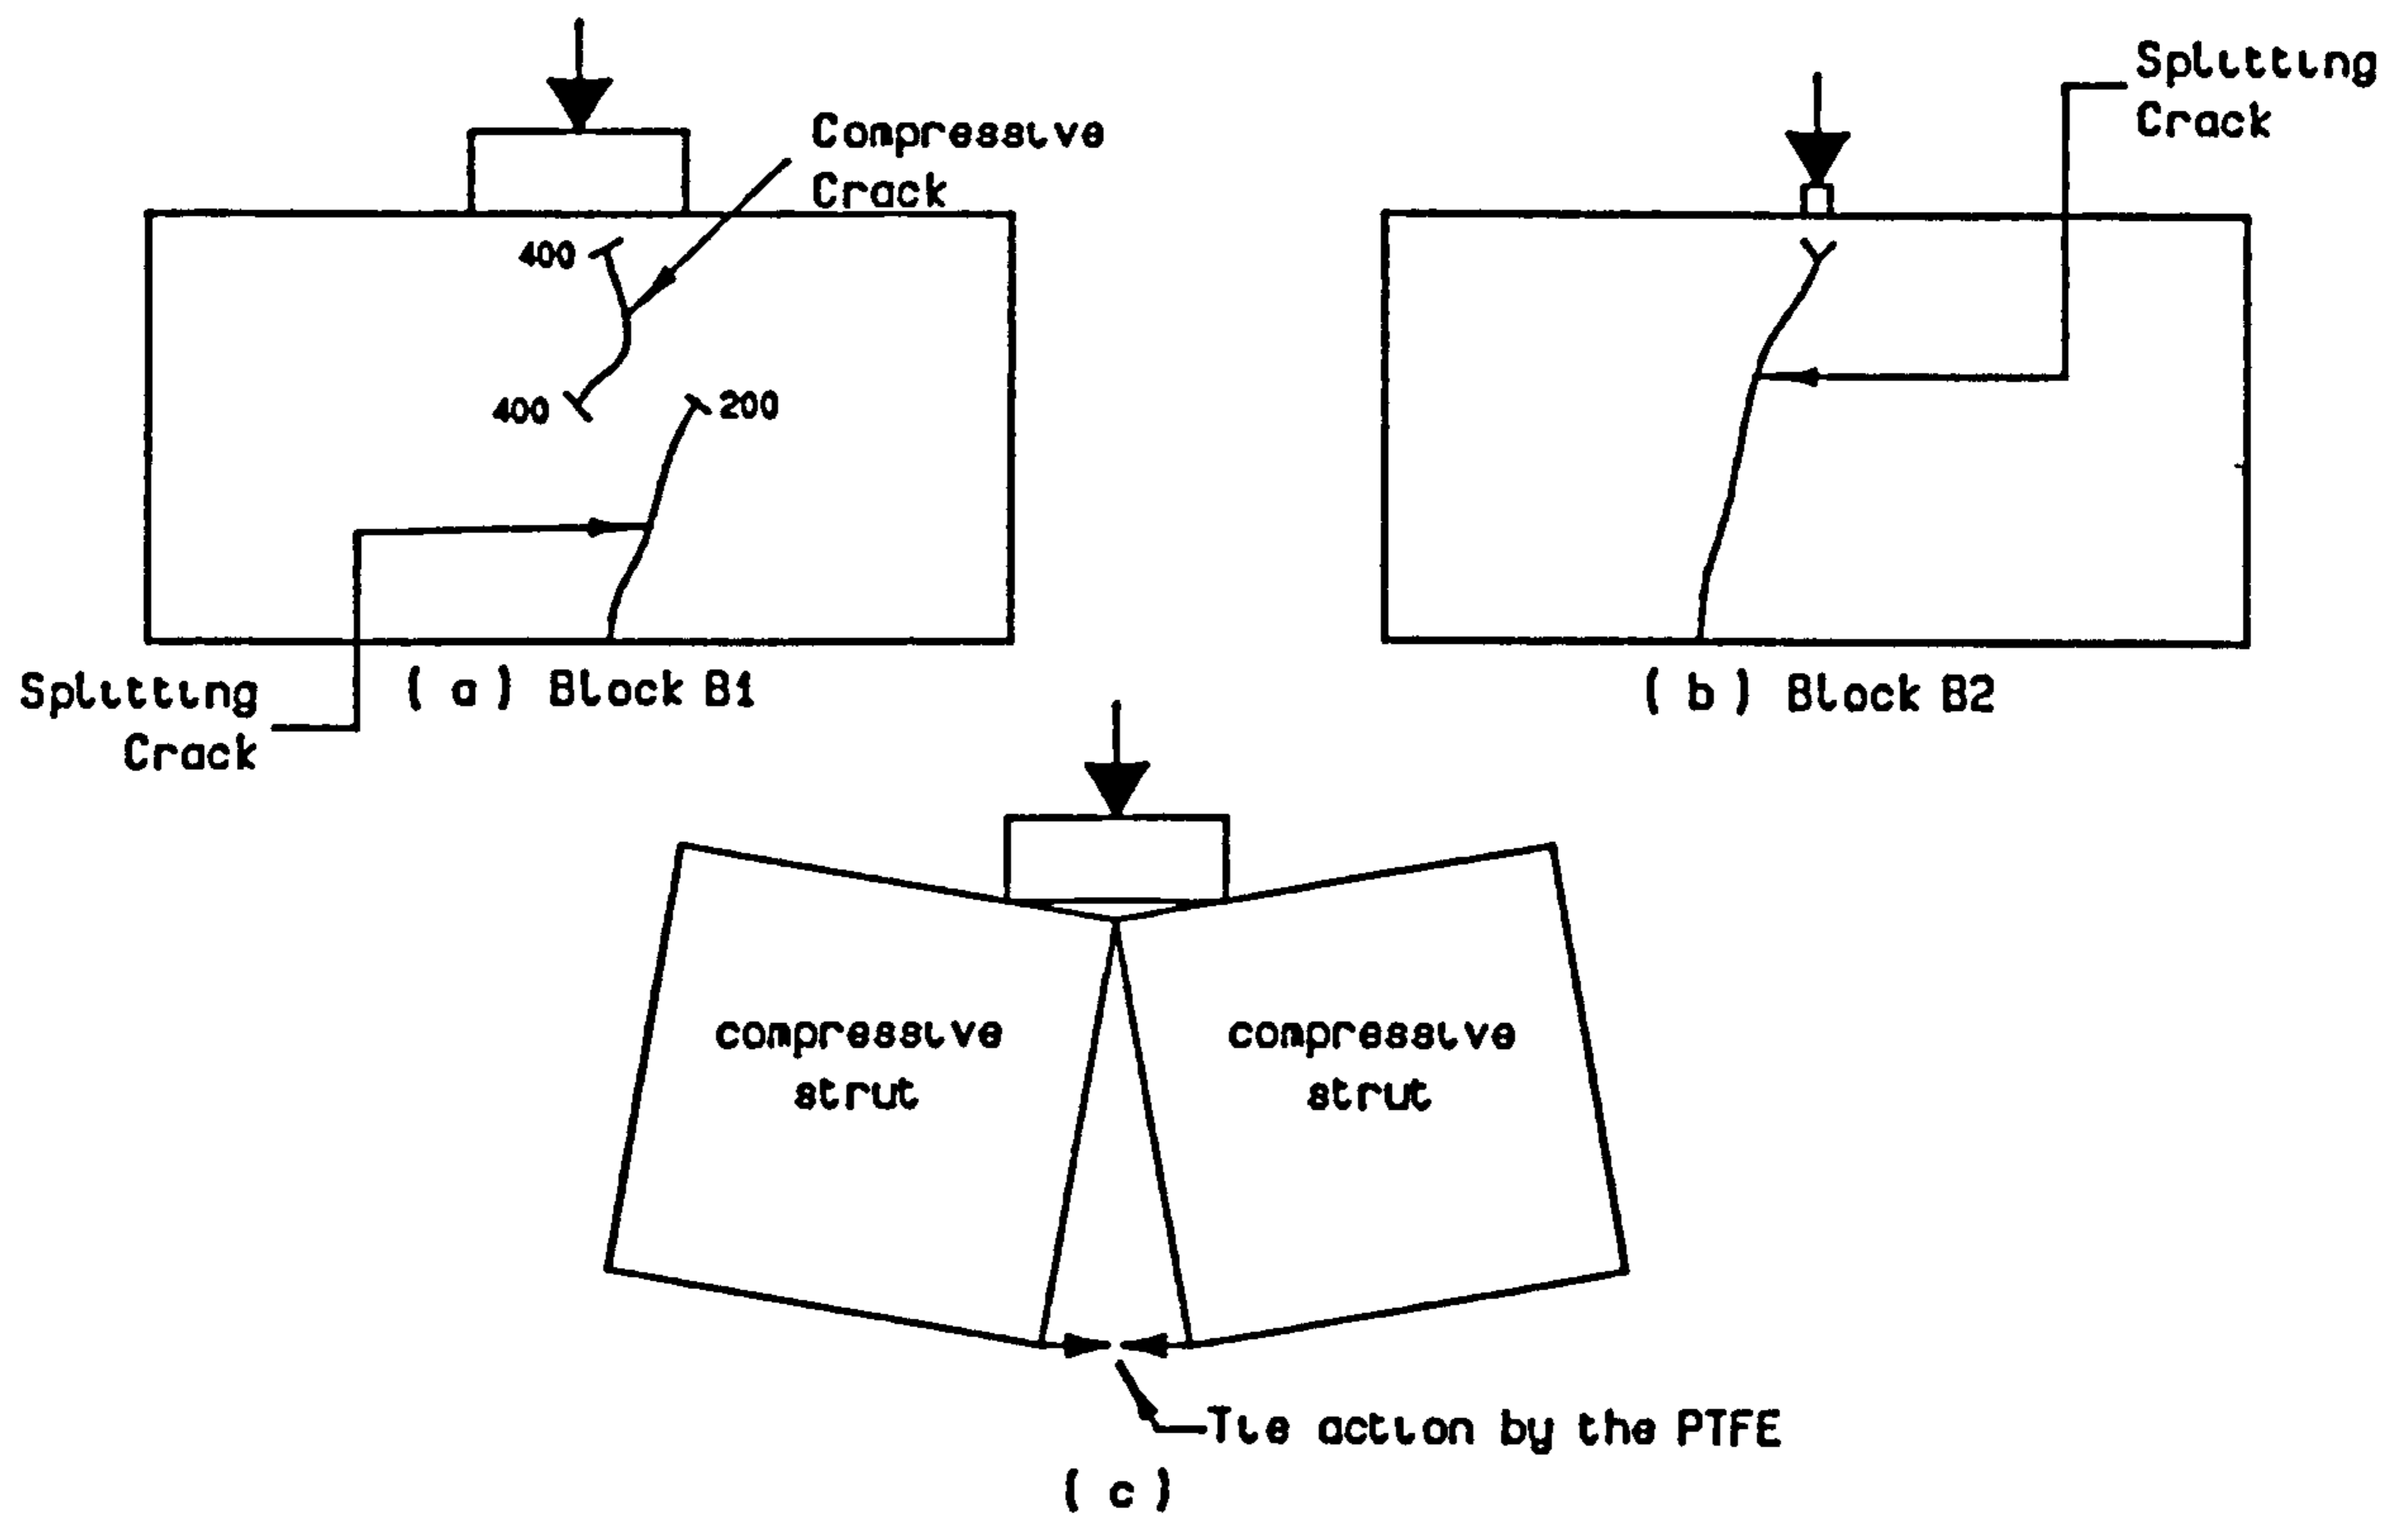 Compressive
Crack
400
400
200
Splitting
Crack
( a ) Block B1
Splitting
Crack
( b ) Block B2
compressive
strut
compressive
strut
Tie action by the PTFE
( c )